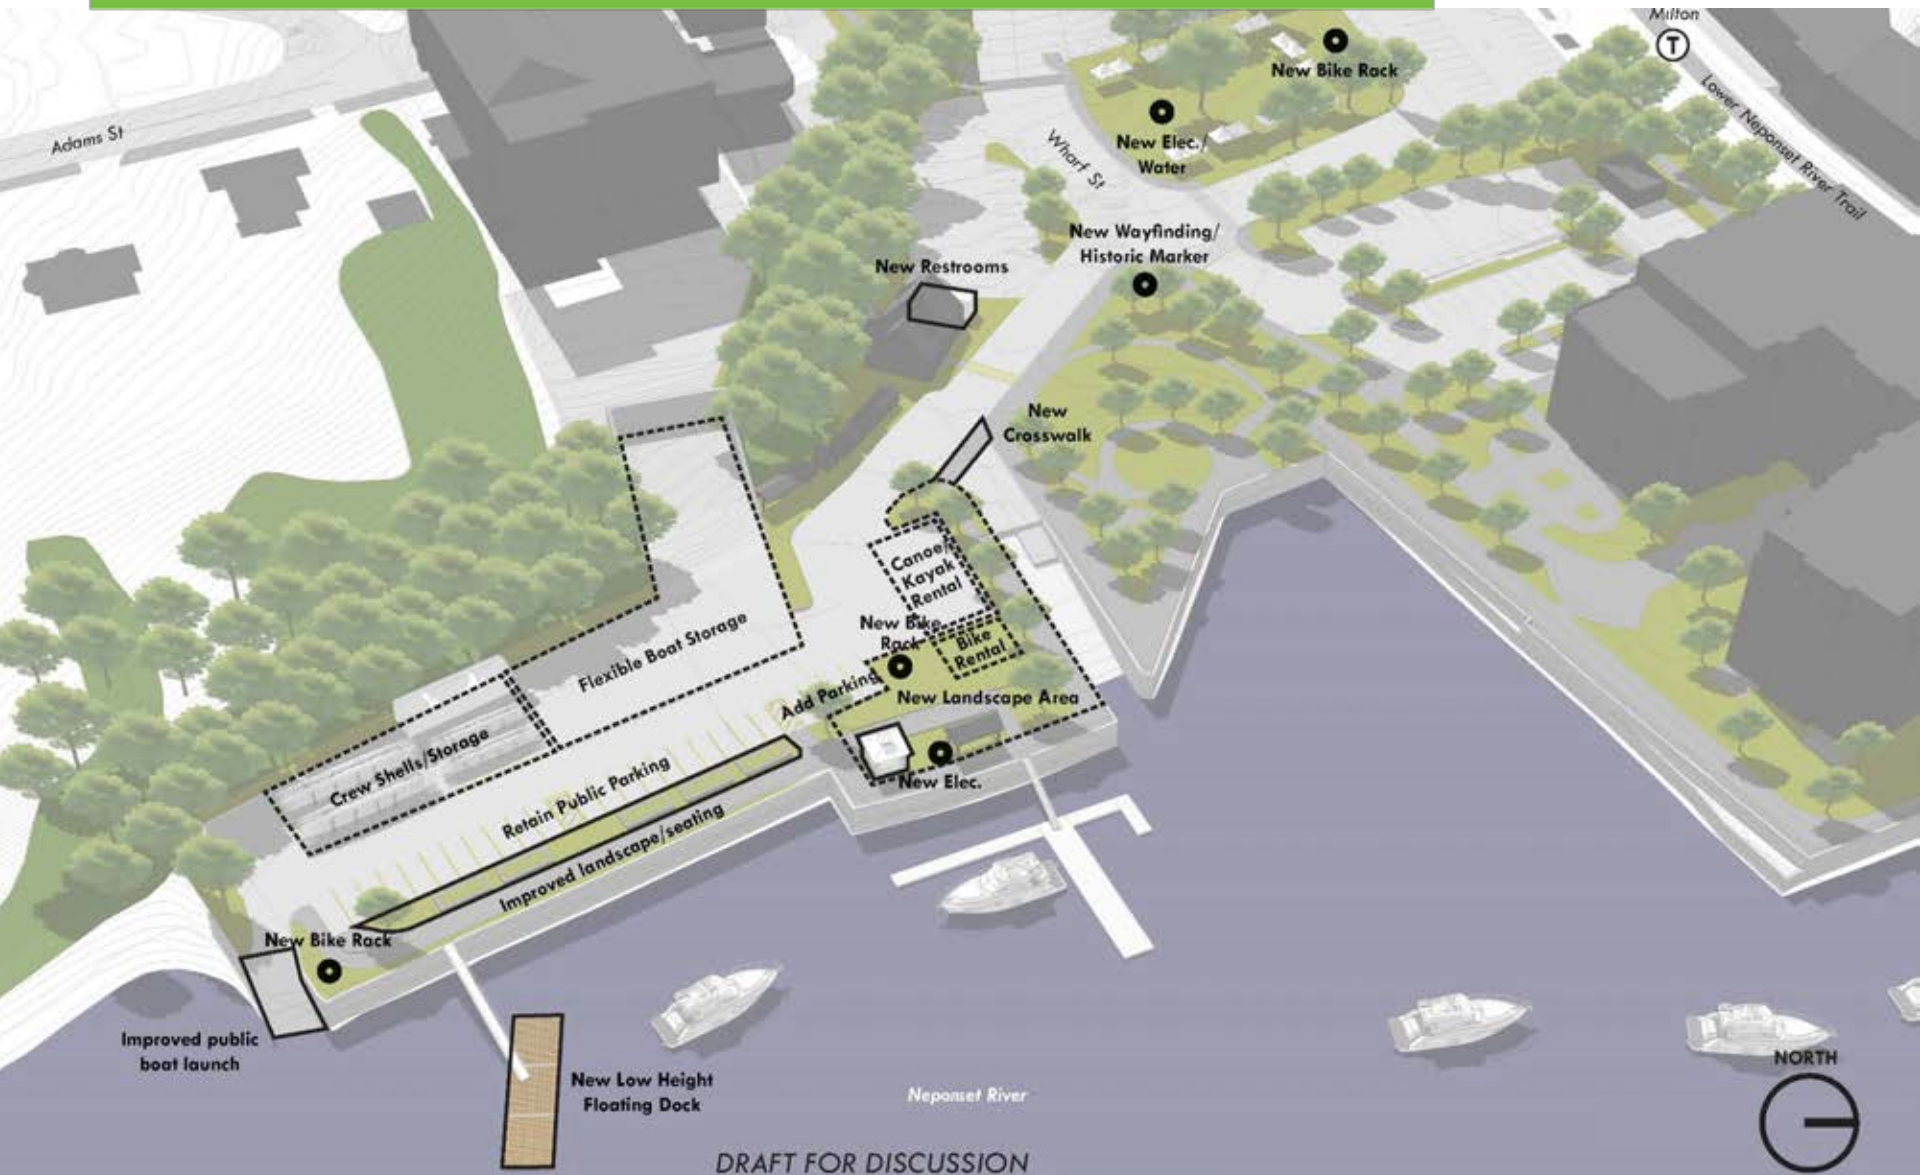 Milton
T
New Bike Rack
Lower Neponset River Trail
Adams St
New Elec./
Water
Wharf St
New Wayfinding/
Historic Marker
New Restrooms
New
Crosswalk
Canoe/
Kayak
Rental
New Bike
Rack
Bike
Rental
Flexible Boat Storage
Add Parking
New Landscape Area
Crew Shells/Storage
Retain Public Parking
New Elec.
Improved landscape/seating
New Bike Rack
Improved public
boat launch
New Low Height
Floating Dock
Neponset River
NORTH
DRAFT FOR DISCUSSION